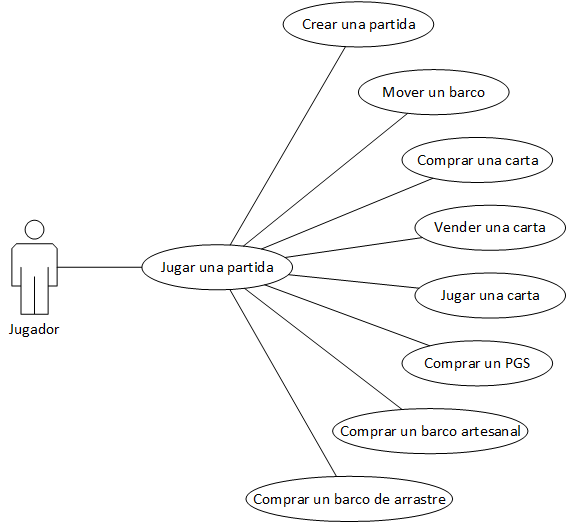 Crear una partida
Mover un barco
Comprar una carta
Vender una carta
Jugar una partida
Jugar una carta
Jugador
Comprar un PGS
Comprar un barco artesanal
Comprar un barco de arrastre